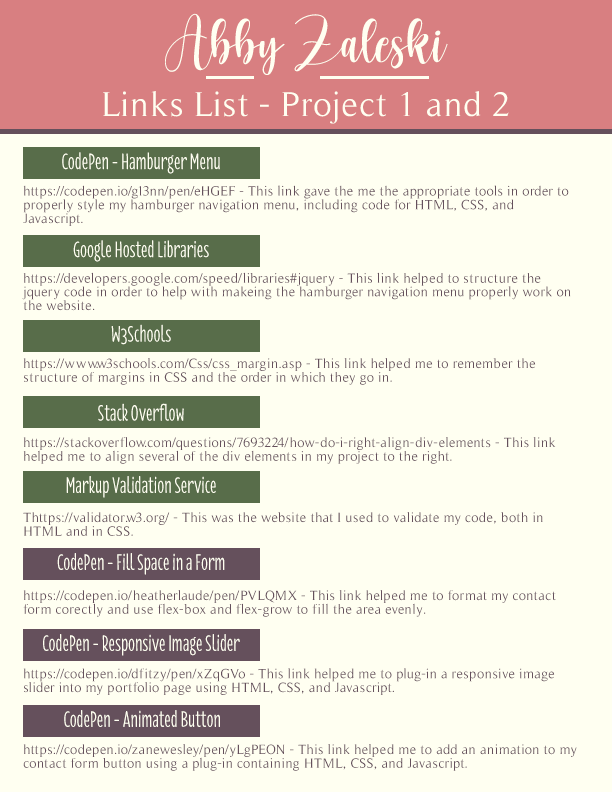 Abby Zaleski
Links List - Project 1 and 2
CodePen - Hamburger Menu
https://codepen.io/gl3nn/pen/eHGEF - This link gave the me the appropriate tools in order to
properly style my hamburger navigation menu, including code for HTML, CSS, and
Javascript.
Google Hosted Libraries
https://developers.google.com/speed/libraries#jquery - This link helped to structure the
jquery code in order to help with makeing the hamburger navigation menu properly work on
the website.
W3Schools
https://www.w3schools.com/Css/css_margin.asp - This link helped me to remember the
structure of margins in CSS and the order in which they go in.
Stack Overflow
https://stackoverflow.com/questions/7693224/how-do-i-right-align-div-elements - This link
helped me to align several of the div elements in my project to the right.
Markup Validation Service
Thttps://validator.w3.org/ - This was the website that I used to validate my code, both in
HTML and in CSS.
CodePen - Fill Space in a Form
https://codepen.io/heatherlaude/pen/PVLQMX - This link helped me to format my contact
form corectly and use flex-box and flex-grow to fill the area evenly.
CodePen - Responsive Image Slider
https://codepen.io/dfitzy/pen/xZqGVo - This link helped me to plug-in a responsive image
slider into my portfolio page using HTML, CSS, and Javascript.
CodePen - Animated Button
https://codepen.io/zanewesley/pen/yLgPEON - This link helped me to add an animation to my
contact form button using a plug-in containing HTML, CSS, and Javascript.